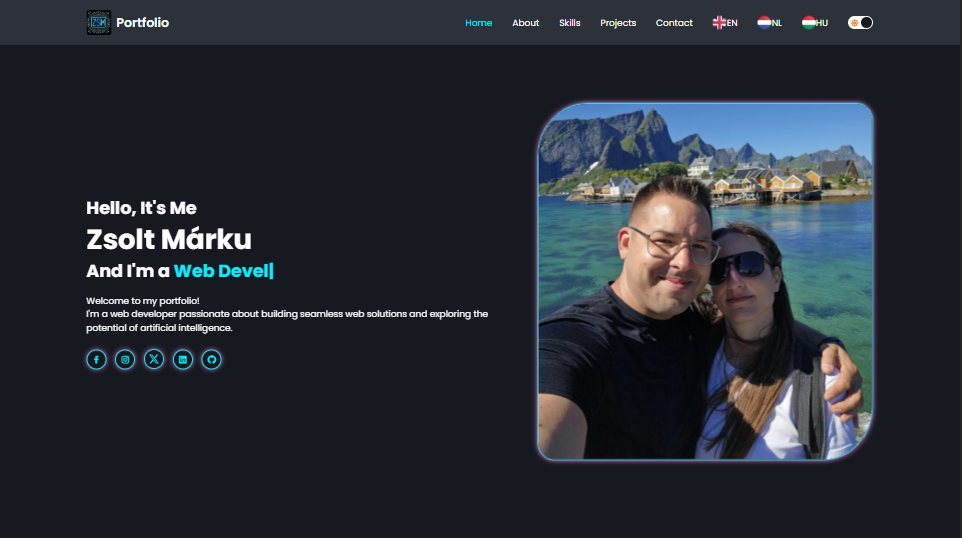 ZSM
Portfolio
Home
About
Skills
Projects
Contact
EN
NL
HU
Hello, It's Me
Zsolt Márku
And I'm a Web Devel|
Welcome to my portfolio!
I'm a web developer passionate about building seamless web solutions and exploring the
potential of artificial intelligence.